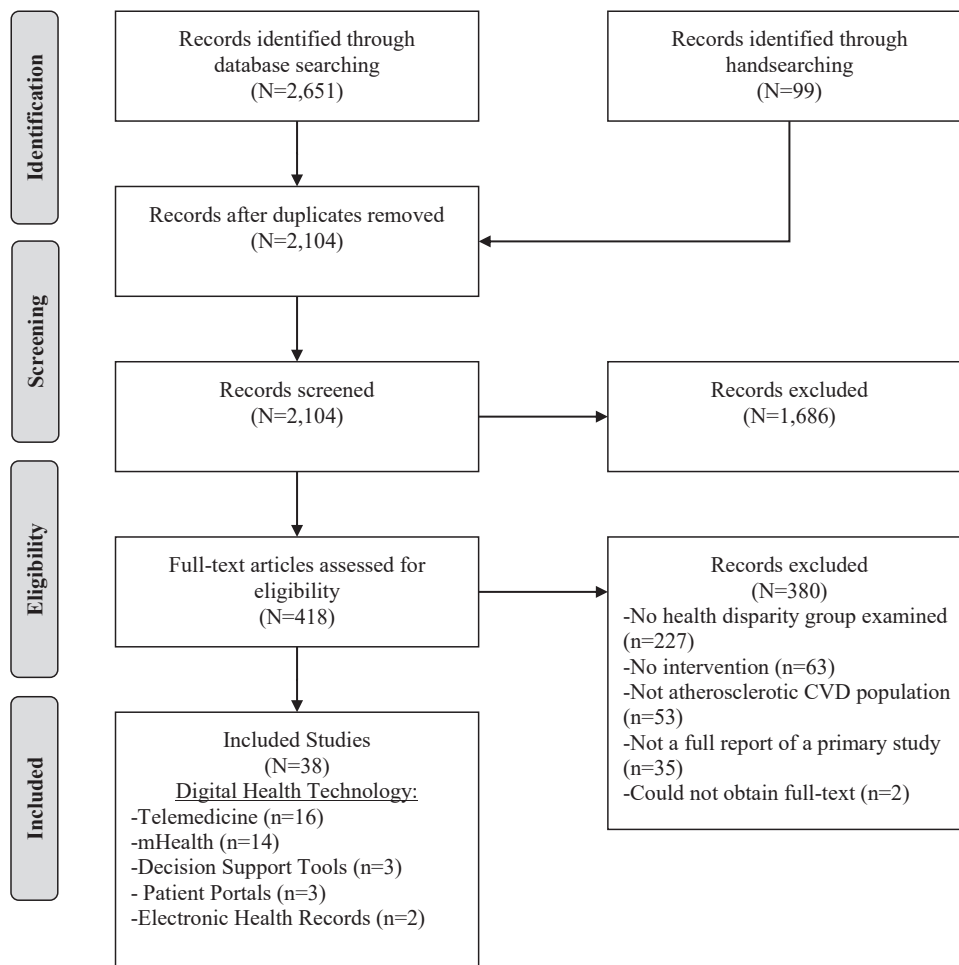 Identification
Records identified through
database searching
(N=2,651)
Records identified through
handsearching
(N=99)
Records after duplicates removed
(N=2,104)
Screening
Records screened
(N=2,104)
Records excluded
(N=1,686)
Eligibility
Full-text articles assessed for
eligibility
(N=418)
Records excluded
(N=380)
-No health disparity group examined
(n=227)
-No intervention (n=63)
-Not atherosclerotic CVD population
(n=53)
-Not a full report of a primary study
(n=35)
-Could not obtain full-text (n=2)
Included
Included Studies
(N=38)
Digital Health Technology:
-Telemedicine (n=16)
-mHealth (n=14)
-Decision Support Tools (n=3)
- Patient Portals (n=3)
-Electronic Health Records (n=2)